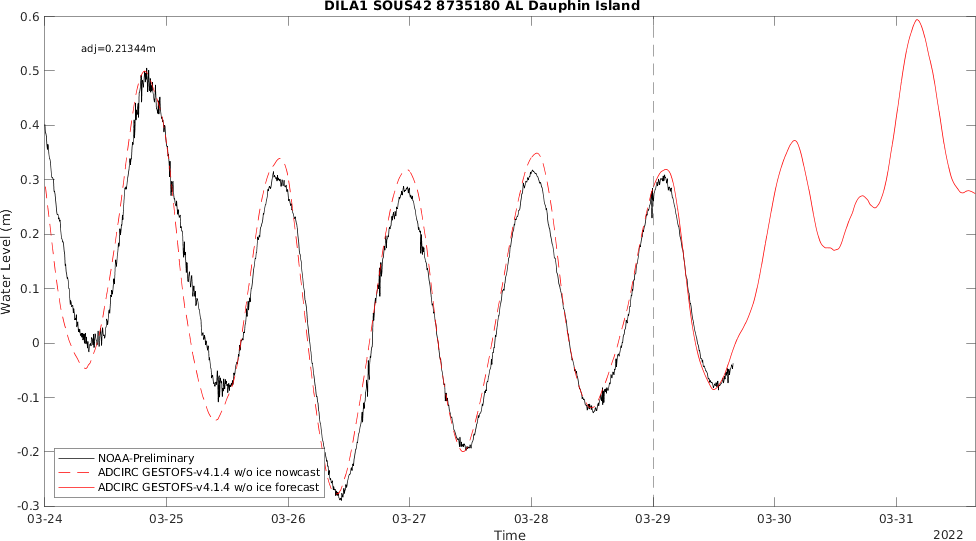 DILA1 SOUS42 8735180 AL Dauphin Island
adj=0.21344m
Water Level (m)
0.6
0.5
0.4
0.3
0.2
0.1
0
-0.1
-0.2
-0.3
NOAA-Preliminary
ADCIRC GESTOFS-v4.1.4 w/o ice nowcast
ADCIRC GESTOFS-v4.1.4 w/o ice forecast
03-24 03-25 03-26 03-27 03-28 03-29 03-30 03-31
Time
2022